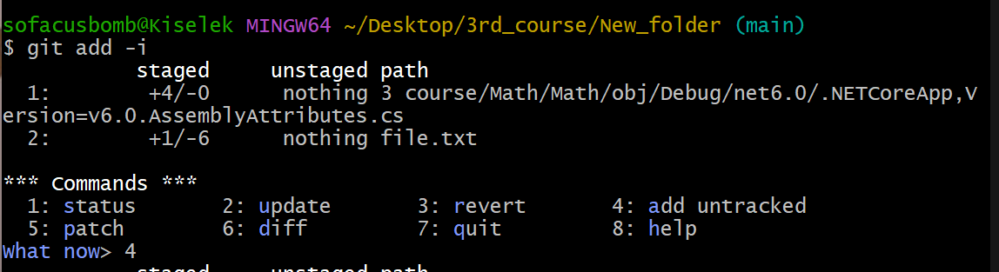 sofacusbomb@Kiselek MINGW64 ~/Desktop/3rd_course/New_folder (main)
$ git add -i
staged unstaged path
1: +4/-0 nothing 3 course/Math/Math/obj/Debug/net6.0/.NETCoreApp,V
ersion=v6.0.AssemblyAttributes.cs
2: +1/-6 nothing file.txt
*** Commands ***
1: status 2: update 3: revert 4: add untracked
5: patch 6: diff 7: quit 8: help
What now> 4
staged unstaged path